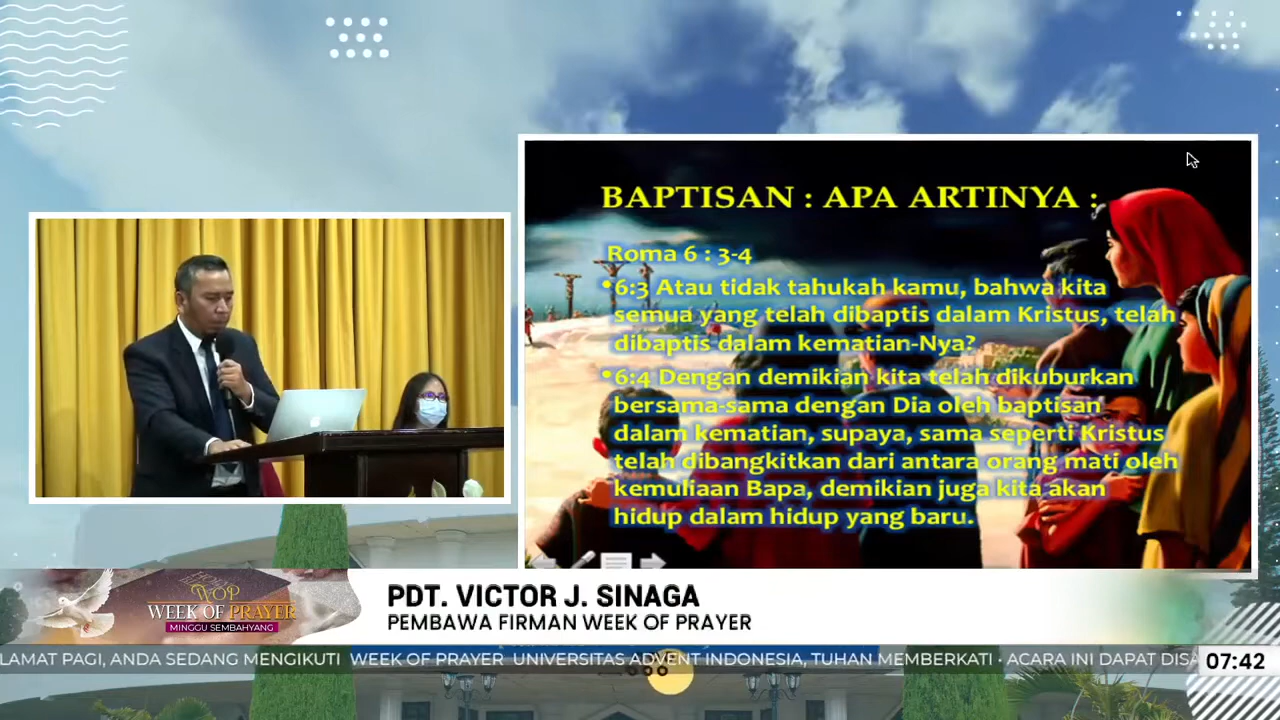 BAPTISAN : APA ARTINYA :
Roma 6 : 3-4
•6:3 Atau tidak tahukah kamu, bahwa kita
semua yang telah dibaptis dalam Kristus, telah
dibaptis dalam kematian-Nya?
•6:4 Dengan demikian kita telah dikuburkan
bersama-sama dengan Dia oleh baptisan
dalam kematian, supaya, sama seperti Kristus
telah dibangkitkan dari antara orang mati oleh
kemuliaan Bapa, demikian juga kita akan
hidup dalam hidup yang baru.
WOP
WEEK OF PRAYER
MINGGU SEMBAHYANG
PDT. VICTOR J. SINAGA
PEMBAWA FIRMAN WEEK OF PRAYER
LAMAT PAGI, ANDA SEDANG MENGIKUTI WEEK OF PRAYER UNIVERSITAS ADVENT INDONESIA, TUHAN MEMBERKATI • ACARA INI DAPAT DISA
07:42